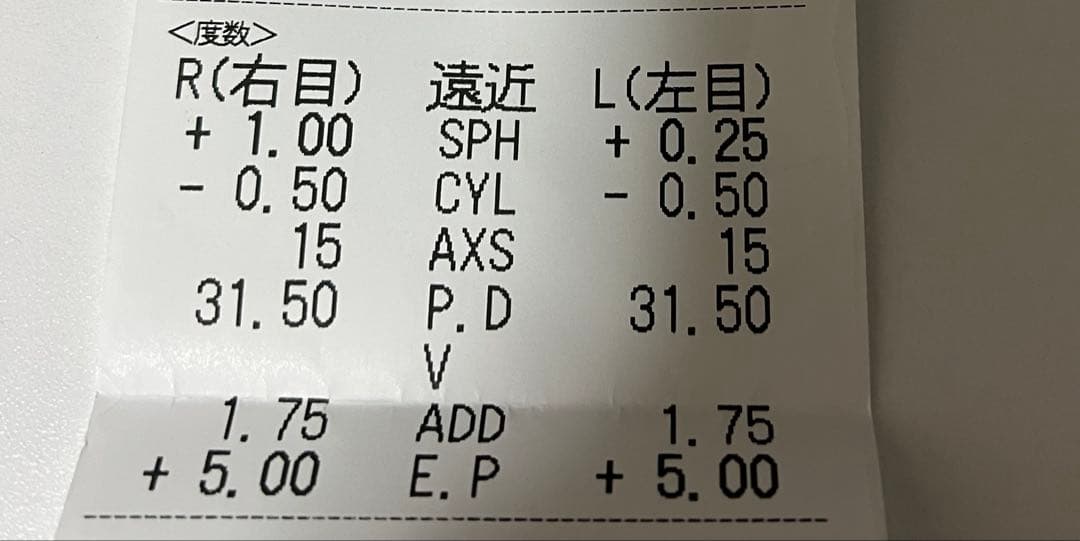 <度数>
R(右目) 遠近 L(左目)
+ 1.00 SPH + 0.25
- 0.50 CYL - 0.50
15 AXS 15
31.50 P.D 31.50
V
1.75 ADD 1.75
+ 5.00 E.P + 5.00